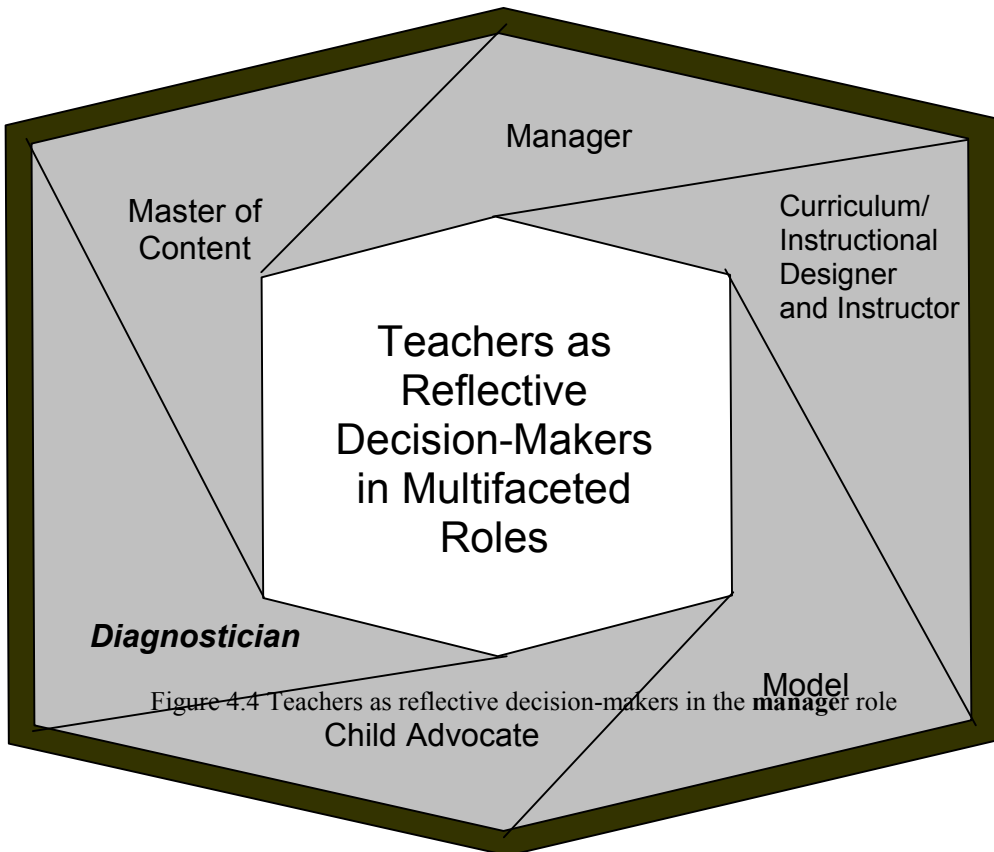 Manager
Master of
Content
Curriculum/
Instructional
Designer
and Instructor
Teachers as
Reflective
Decision-Makers
in Multifaceted
Roles
Diagnostician
Model
Figure 4.4 Teachers as reflective decision-makers in the manager role
Child Advocate